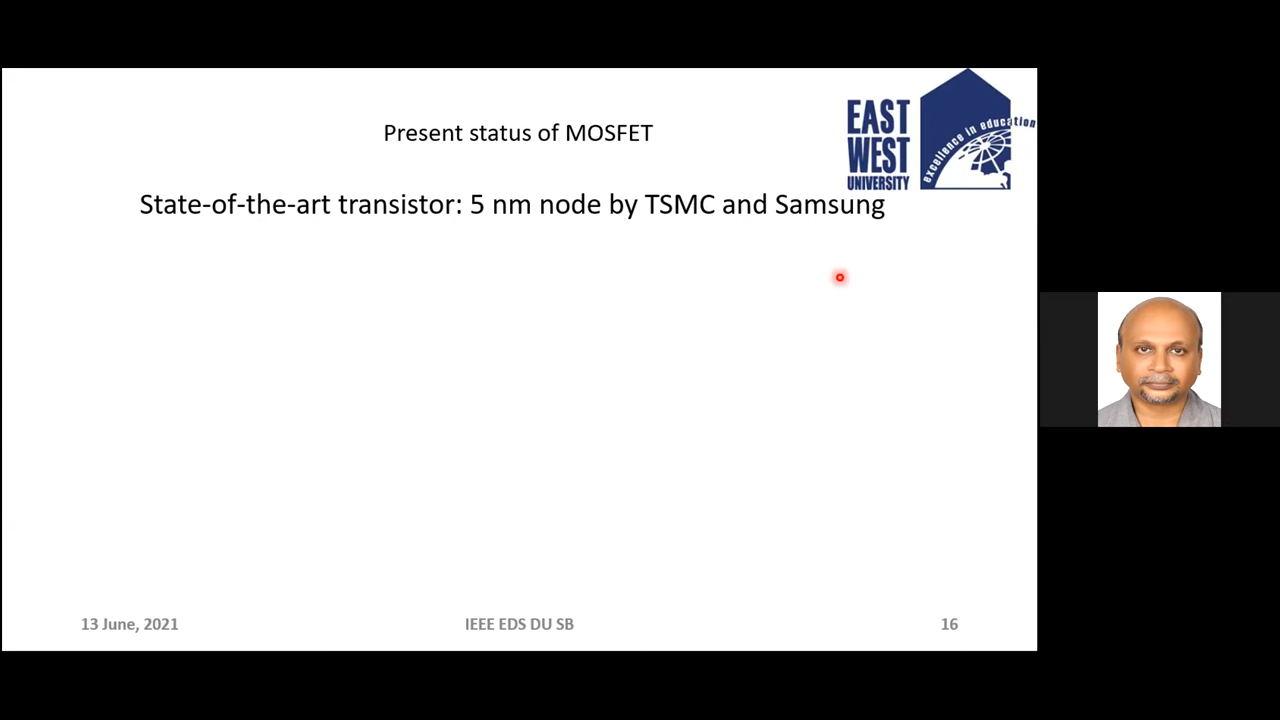 Present status of MOSFET
EAST
WEST
UNIVERSITY
excellence in education
State-of-the-art transistor: 5 nm node by TSMC and Samsung
13 June, 2021
IEEE EDS DU SB
16